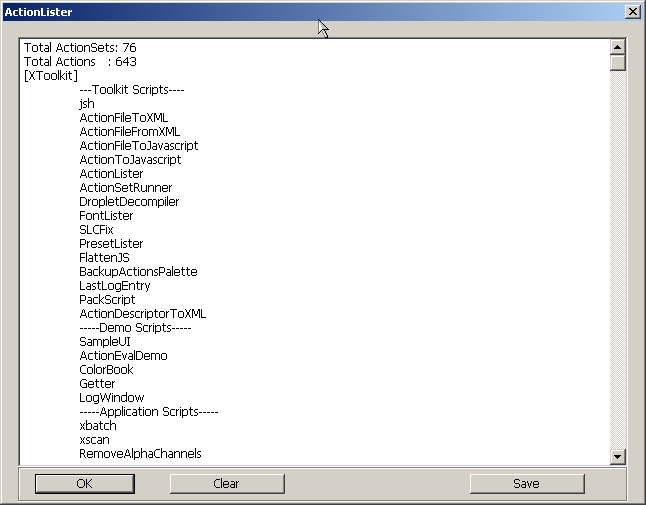 ActionLister
Total ActionSets: 76
Total Actions : 643
[XToolkit]
---Toolkit Scripts----
jsh
ActionFileToXML
ActionFileFromXML
ActionFileToJavascript
ActionToJavascript
ActionLister
ActionSetRunner
DropletDecompiler
FontLister
SLCFix
PresetLister
FlattenJS
BackupActionsPalette
LastLogEntry
PackScript
ActionDescriptorToXML
-----Demo Scripts-----
SampleUI
ActionEvalDemo
ColorBook
Getter
LogWindow
-----Application Scripts-----
xbatch
xscan
RemoveAlphaChannels
OK Clear Save